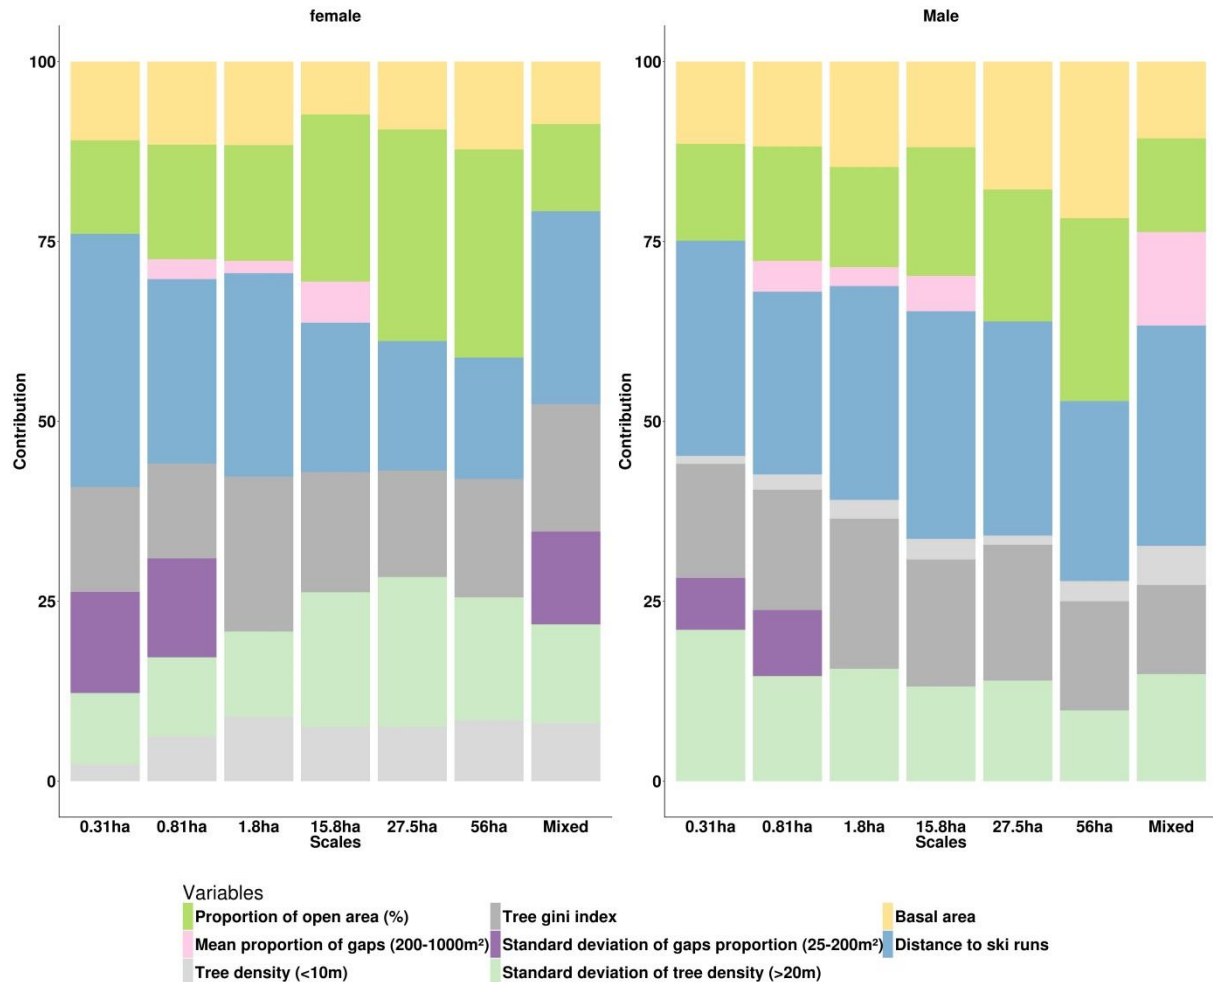 female
Male
100
75
50
25
0
Contribution
0.31ha 0.81ha 1.8ha 15.8ha 27.5ha 56ha Mixed
Scales
100
75
50
25
0
Contribution
0.31ha 0.81ha 1.8ha 15.8ha 27.5ha 56ha Mixed
Scales
Variables
Proportion of open area (%) Tree gini index Basal area
Mean proportion of gaps (200-1000m²) Standard deviation of gaps proportion (25-200m²) Distance to ski runs
Tree density (<10m) Standard deviation of tree density (>20m)